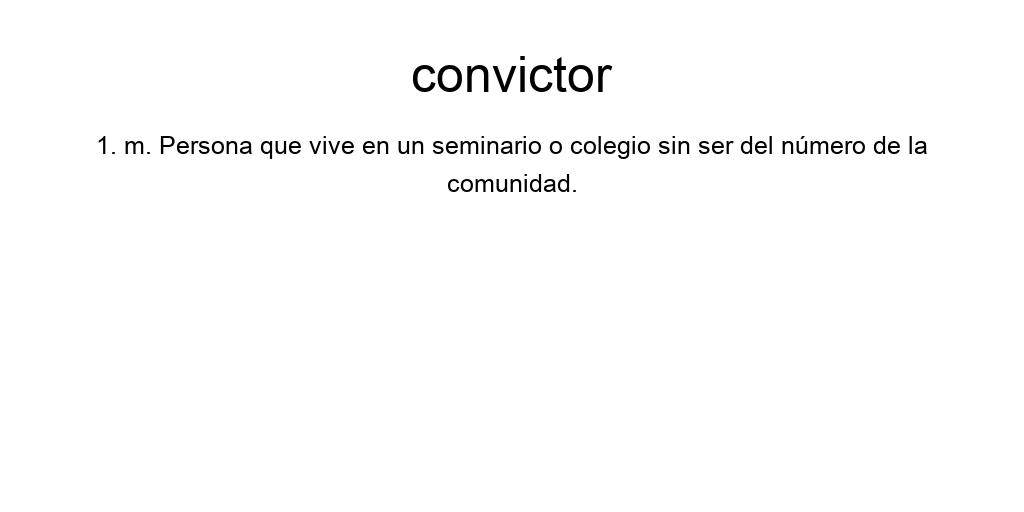 convictor
1. m. Persona que vive en un seminario o colegio sin ser del número de la
comunidad.